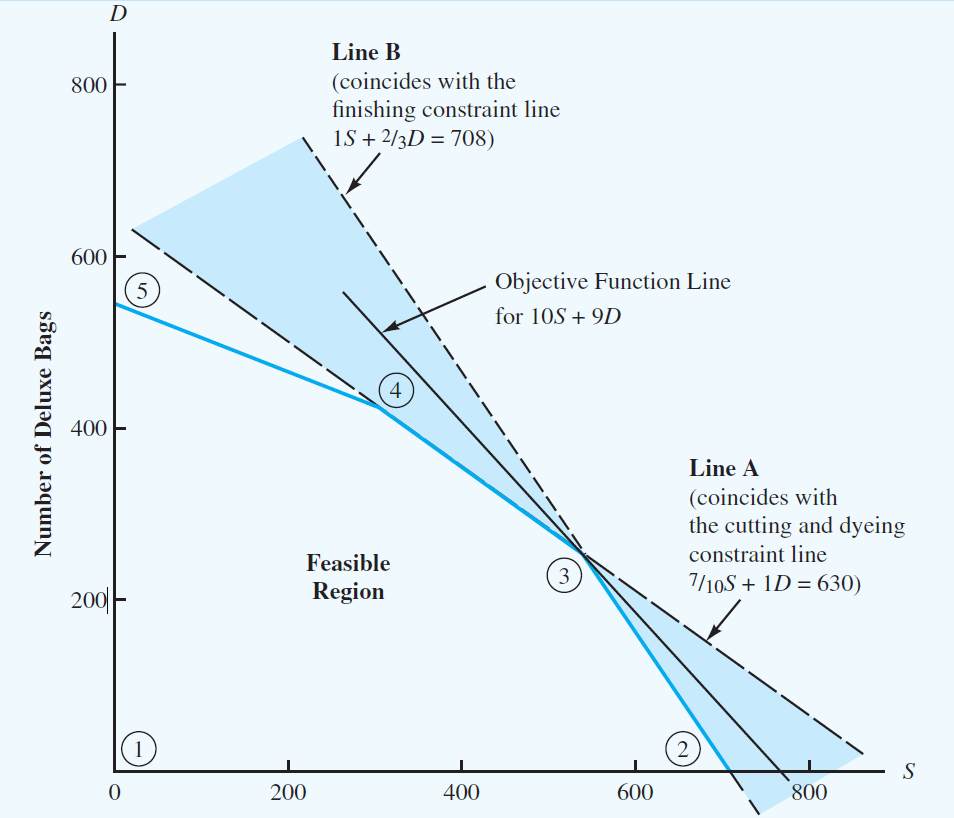 D
Line B
(coincides with the
finishing constraint line
1S + 2/3D = 708)
800
600
5
Objective Function Line
for 10S + 9D
Number of Deluxe Bags
4
400
Line A
(coincides with
the cutting and dyeing
constraint line
7/10S + 1D = 630)
Feasible
Region
3
200
1
2
S
0
200
400
600
800